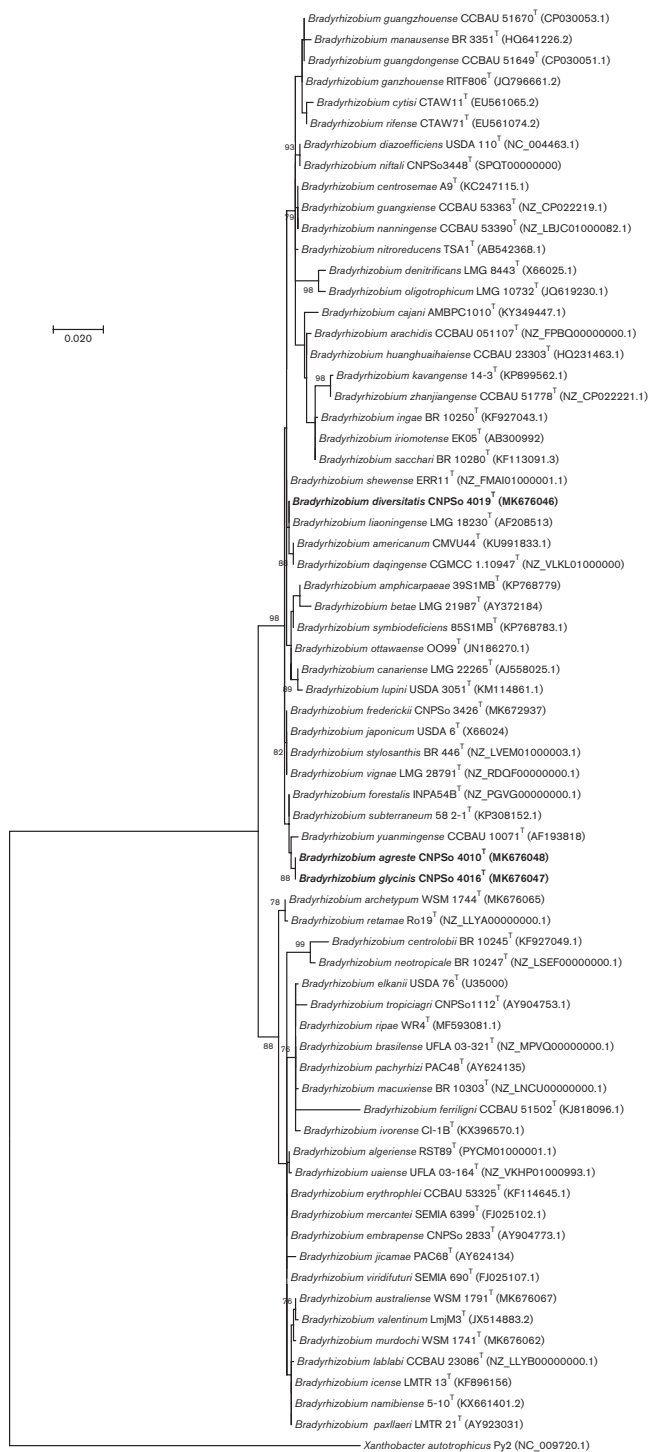 Bradyrhizobium guangzhouense CCBAU 51670T (CP030053.1)
Bradyrhizobium manausense BR 3351T (HQ641226.2)
Bradyrhizobium guangdongense CCBAU 51649T (CP030051.1)
Bradyrhizobium ganzhouense RITF806T (JQ796661.2)
Bradyrhizobium cytisi CTAW11T (EU561065.2)
Bradyrhizobium rifense CTAW71T (EU561074.2)
93 Bradyrhizobium diazoefficiens USDA 110T (NC_004463.1)
Bradyrhizobium niftali CNPSo3448T (SPQT00000000)
Bradyrhizobium centrosemae A9T (KC247115.1)
79 Bradyrhizobium guangxiense CCBAU 53363T (NZ_CP022219.1)
Bradyrhizobium nanningense CCBAU 53390T (NZ_LBJC01000082.1)
Bradyrhizobium nitroreducens TSA1T (AB542368.1)
Bradyrhizobium denitrificans LMG 8443T (X66025.1)
98 Bradyrhizobium oligotrophicum LMG 10732T (JQ619230.1)
Bradyrhizobium cajani AMBPC1010T (KY349447.1)
0.020 Bradyrhizobium arachidis CCBAU 051107T (NZ_FPBQ00000000.1)
Bradyrhizobium huanghuaihaiense CCBAU 23303T (HQ231463.1)
98 Bradyrhizobium kavangense 14-3T (KP899562.1)
Bradyrhizobium zhanjiangense CCBAU 51778T (NZ_CP022221.1)
Bradyrhizobium ingae BR 10250T (KF927043.1)
Bradyrhizobium iriomotense EK05T (AB300992)
Bradyrhizobium sacchari BR 10280T (KF113091.3)
Bradyrhizobium shewense ERR11T (NZ_FMAI01000001.1)
Bradyrhizobium diversitatis CNPSo 4019T (MK676046)
Bradyrhizobium liaoningense LMG 18230T (AF208513)
Bradyrhizobium americanum CMVU44T (KU991833.1)
Bradyrhizobium daqingense CGMCC 1.10947T (NZ_VLKL01000000)
Bradyrhizobium amphicarpaeae 39S1MBT (KP768779)
Bradyrhizobium betae LMG 21987T (AY372184)
98 Bradyrhizobium symbiodeficiens 85S1MBT (KP768783.1)
Bradyrhizobium ottawaense OO99T (JN186270.1)
Bradyrhizobium canariense LMG 22265T (AJ558025.1)
89 Bradyrhizobium lupini USDA 3051T (KM114861.1)
Bradyrhizobium frederickii CNPSo 3426T (MK672937)
Bradyrhizobium japonicum USDA 6T (X66024)
82 Bradyrhizobium stylosanthis BR 446T (NZ_LVEM01000003.1)
Bradyrhizobium vignae LMG 28791T (NZ_RDQF00000000.1)
Bradyrhizobium forestalis INPA54BT (NZ_PGVG00000000.1)
Bradyrhizobium subterraneum 58 2-1T (KP308152.1)
Bradyrhizobium yuanmingense CCBAU 10071T (AF193818)
Bradyrhizobium agreste CNPSo 4010T (MK676048)
88 Bradyrhizobium glycinis CNPSo 4016T (MK676047)
78 Bradyrhizobium archetypum WSM 1744T (MK676065)
Bradyrhizobium retamae Ro19T (NZ_LLYA00000000.1)
99 Bradyrhizobium centrolobii BR 10245T (KF927049.1)
Bradyrhizobium neotropicale BR 10247T (NZ_LSEF00000000.1)
Bradyrhizobium elkanii USDA 76T (U35000)
Bradyrhizobium tropiciagri CNPSo1112T (AY904753.1)
Bradyrhizobium ripae WR4T (MF593081.1)
88 76 Bradyrhizobium brasilense UFLA 03-321T (NZ_MPVQ00000000.1)
Bradyrhizobium pachyrhizi PAC48T (AY624135)
Bradyrhizobium macuxiense BR 10303T (NZ_LNCU00000000.1)
Bradyrhizobium ferriligni CCBAU 51502T (KJ818096.1)
Bradyrhizobium ivorense CI-1BT (KX396570.1)
Bradyrhizobium algeriense RST89T (PYCM01000001.1)
Bradyrhizobium uaiense UFLA 03-164T (NZ_VKHP01000993.1)
Bradyrhizobium erythrophlei CCBAU 53325T (KF114645.1)
Bradyrhizobium mercantei SEMIA 6399T (FJ025102.1)
Bradyrhizobium embrapense CNPSo 2833T (AY904773.1)
Bradyrhizobium jicamae PAC68T (AY624134)
Bradyrhizobium viridifuturi SEMIA 690T (FJ025107.1)
76 Bradyrhizobium australiense WSM 1791T (MK676067)
Bradyrhizobium valentinum LmjM3T (JX514883.2)
Bradyrhizobium murdochi WSM 1741T (MK676062)
Bradyrhizobium lablabi CCBAU 23086T (NZ_LLYB00000000.1)
Bradyrhizobium icense LMTR 13T (KF896156)
Bradyrhizobium namibiense 5-10T (KX661401.2)
Bradyrhizobium paxllaeri LMTR 21T (AY923031)
Xanthobacter autotrophicus Py2 (NC_009720.1)